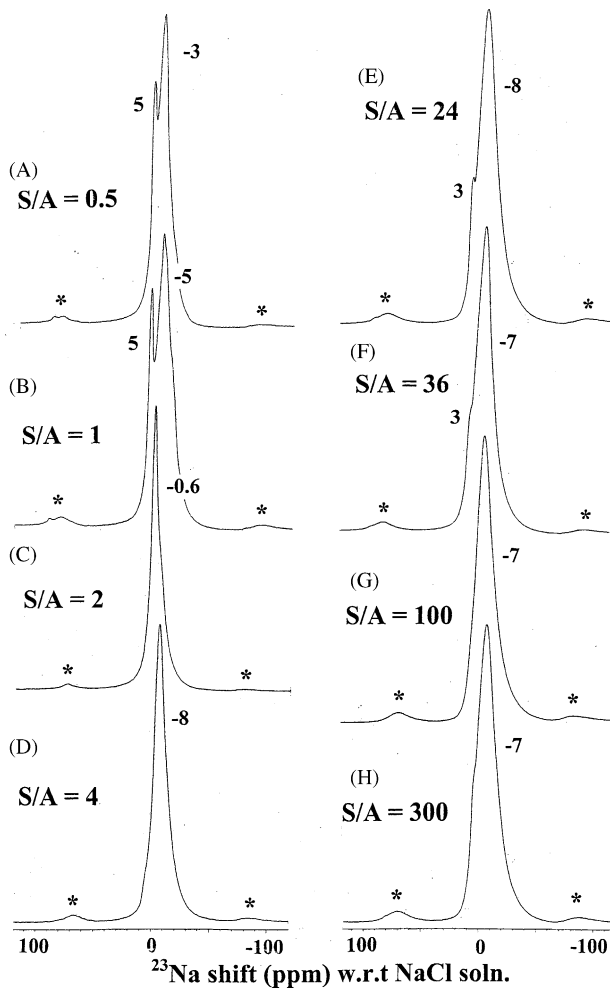 (A)
S/A = 0.5
5
-3
*
*
(B)
S/A = 1
5
-5
*
*
(C)
S/A = 2
-0.6
*
*
(D)
S/A = 4
-8
*
*
100
0
-100
(E)
S/A = 24
3
-8
*
*
(F)
S/A = 36
3
-7
*
*
(G)
S/A = 100
-7
*
*
(H)
S/A = 300
-7
*
*
100
0
-100
²³Na shift (ppm) w.r.t NaCl soln.